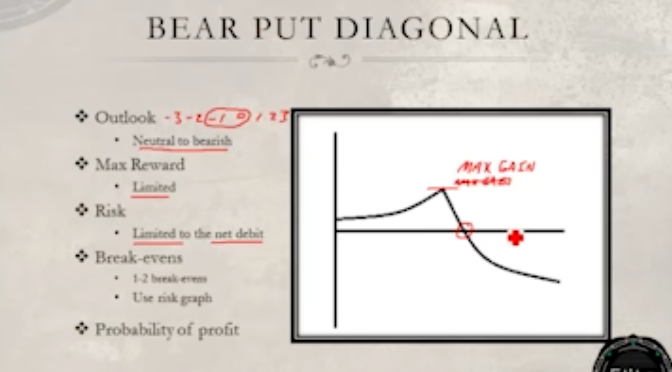 BEAR PUT DIAGONAL
Outlook -3 -2 -1 0 1 2 3
Neutral to bearish
Max Reward
Limited
MAX GAIN
Risk
Limited to the net debit
Break-evens
1-2 break-evens
Use risk graph
Probability of profit